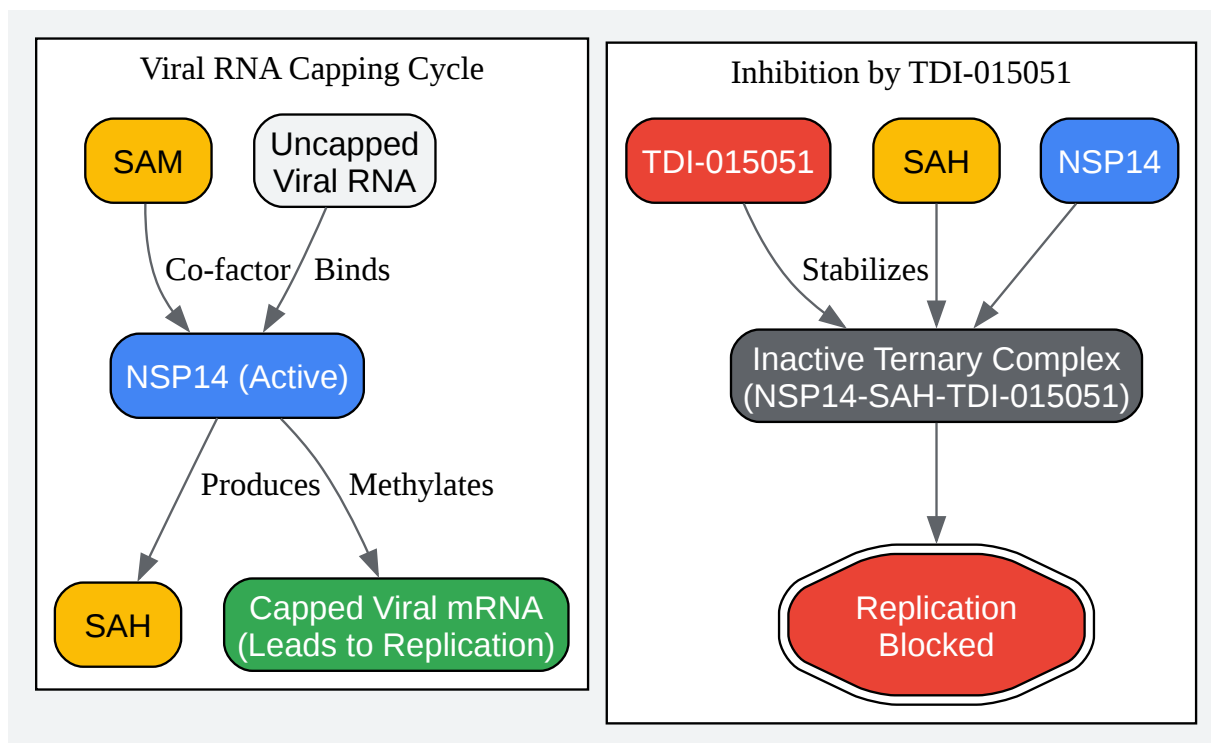 Viral RNA Capping Cycle
SAM
Uncapped
Viral RNA
Co-factor
Binds
NSP14 (Active)
Produces
Methylates
SAH
Capped Viral mRNA
(Leads to Replication)
Inhibition by TDI-015051
TDI-015051
SAH
NSP14
Stabilizes
Inactive Ternary Complex
(NSP14-SAH-TDI-015051)
Replication
Blocked